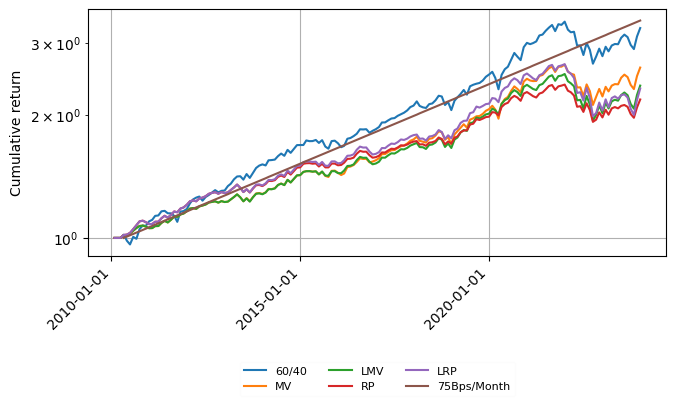 Cumulative return
3 × 10⁰
2 × 10⁰
10⁰
2010-01-01
2015-01-01
2020-01-01
60/40
LMV
LRP
MV
RP
75Bps/Month